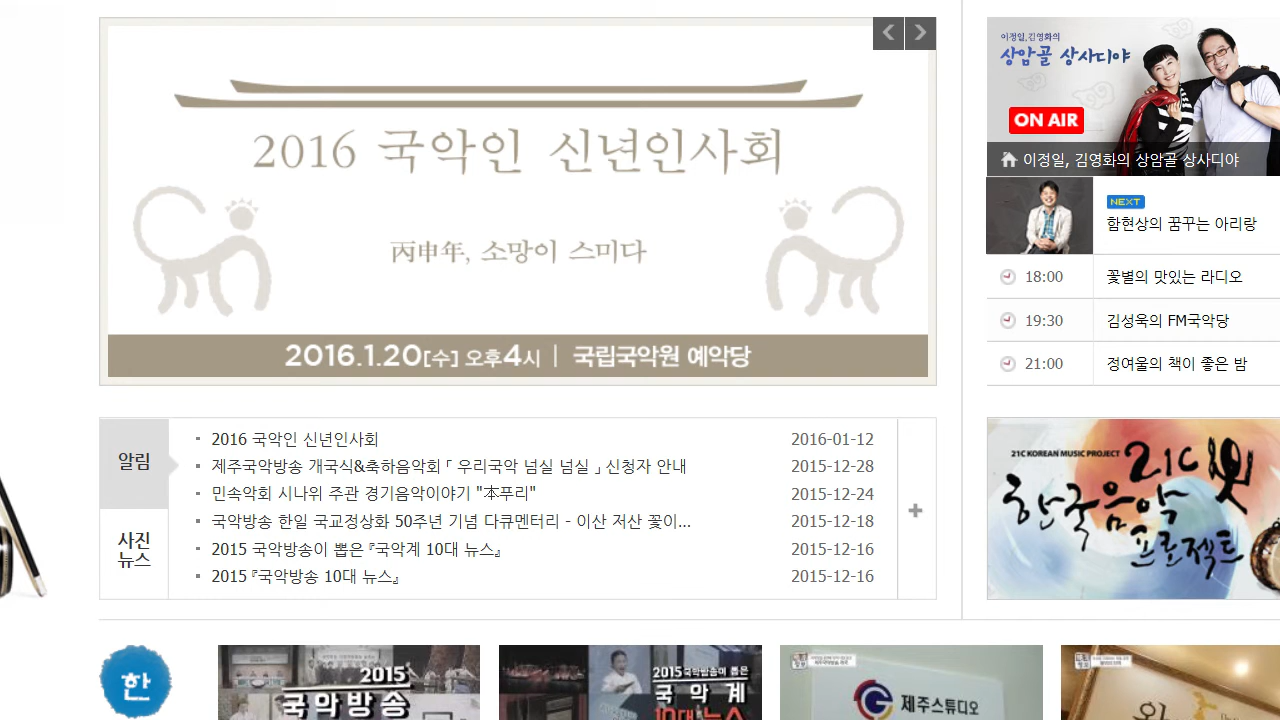 2016 국악인 신년인사회
丙申年, 소망이 스미다
2016.1.20[수] 오후4시 | 국립국악원 예악당
이정일,김영화의
상암골 상사디야
ON AIR
이정일, 김영화의 상암골 상사디야
NEXT
함현상의 꿈꾸는 아리랑
18:00 꽃별의 맛있는 라디오
19:30 김성욱의 FM국악당
21:00 정여울의 책이 좋은 밤
알림
사진
뉴스
2016 국악인 신년인사회 2016-01-12
제주국악방송 개국식&축하음악회 「 우리국악 넘실 넘실 」 신청자 안내 2015-12-28
민속악회 시나위 주관 경기음악이야기 "本푸리" 2015-12-24
국악방송 한일 국교정상화 50주년 기념 다큐멘터리 - 이산 저산 꽃이... 2015-12-18
2015 국악방송이 뽑은 『국악계 10대 뉴스』 2015-12-16
2015 『국악방송 10대 뉴스』 2015-12-16
21C KOREAN MUSIC PROJECT
21C
한국음악
프로젝트
한
2015
국악방송
2015국악방송이 뽑은
국악계
10대 뉴스
제주스튜디오